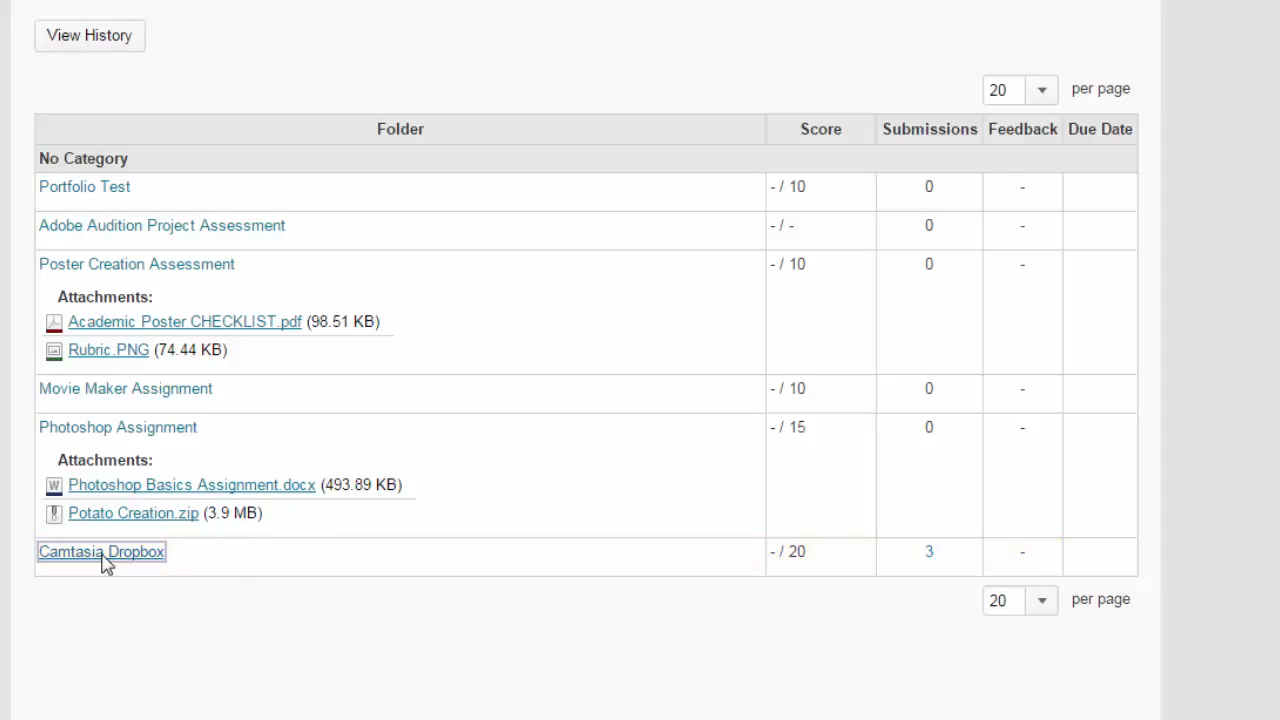 View History
20 per page
Folder Score Submissions Feedback Due Date
No Category
Portfolio Test - / 10 0 -
Adobe Audition Project Assessment - / - 0 -
Poster Creation Assessment - / 10 0 -
Attachments:
Academic Poster CHECKLIST.pdf (98.51 KB)
Rubric.PNG (74.44 KB)
Movie Maker Assignment - / 10 0 -
Photoshop Assignment - / 15 0 -
Attachments:
Photoshop Basics Assignment.docx (493.89 KB)
Potato Creation.zip (3.9 MB)
Camtasia Dropbox - / 20 3 -
20 per page